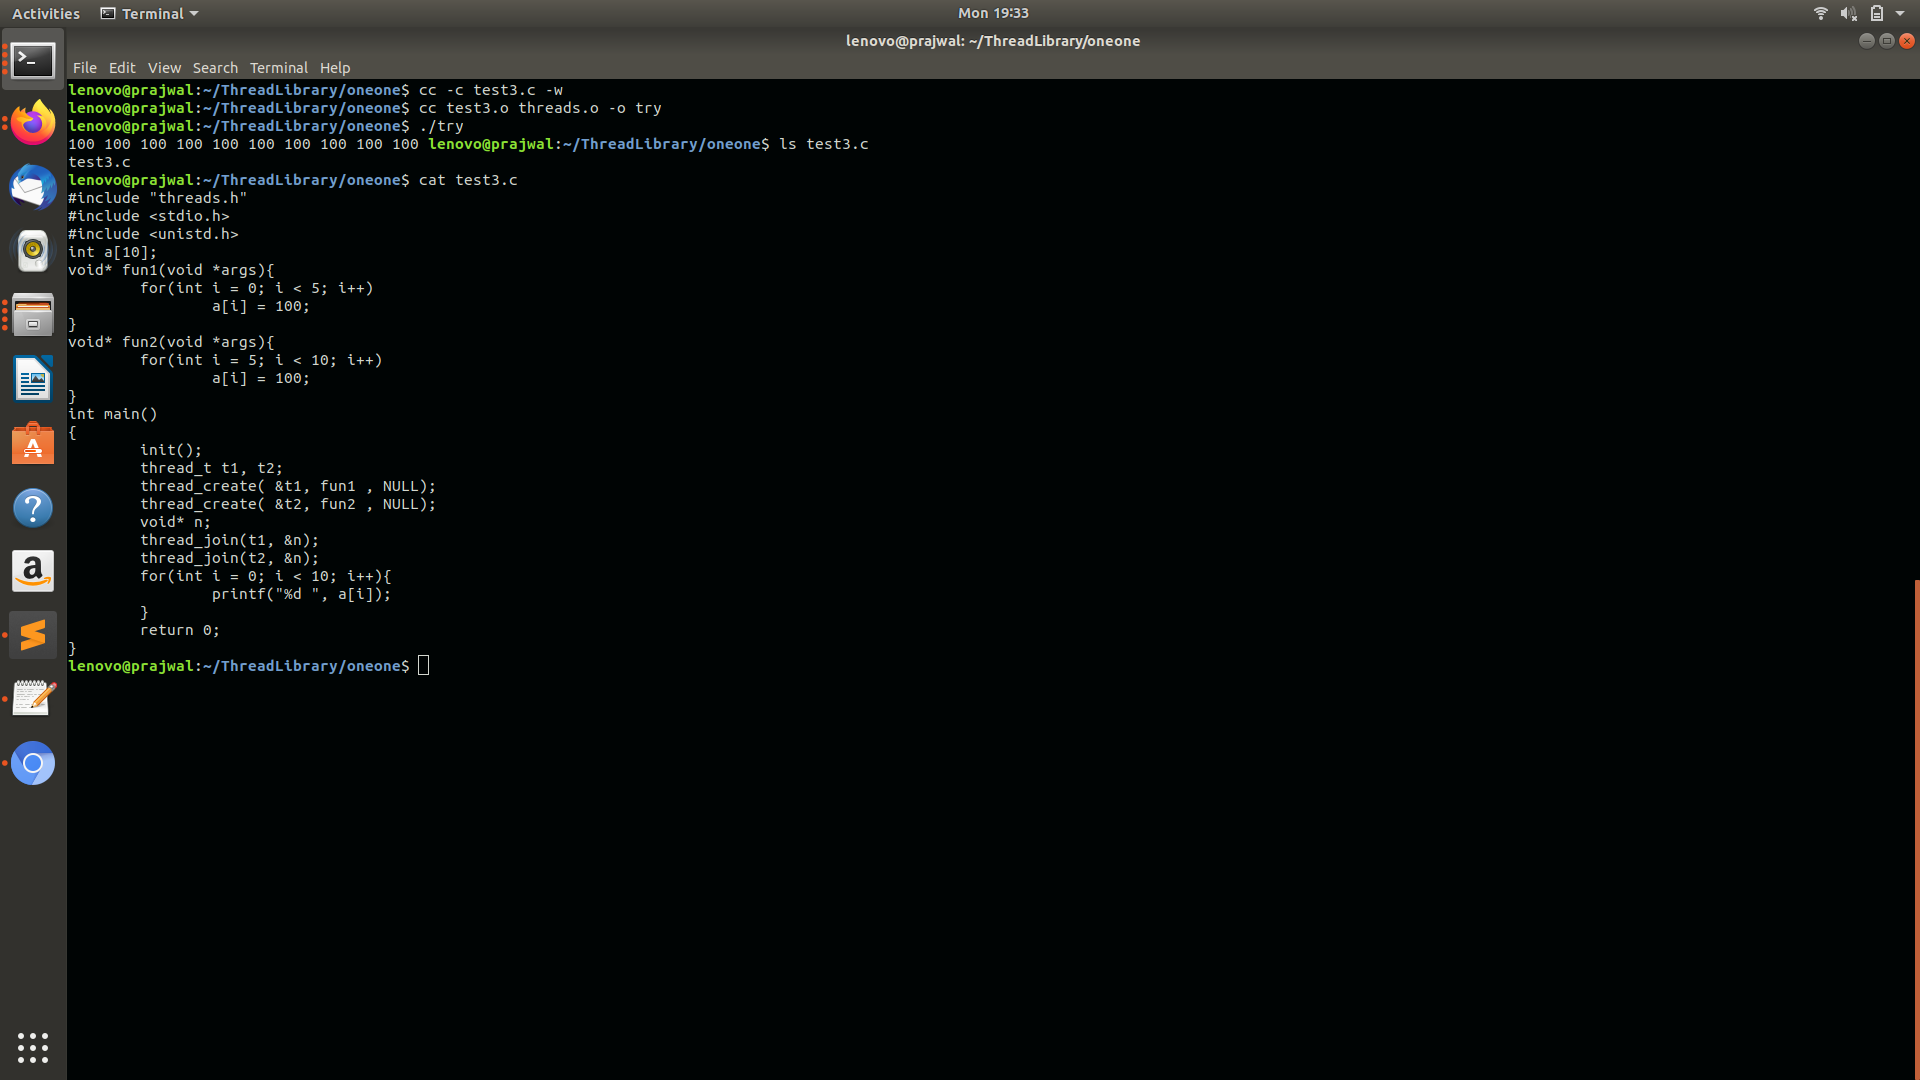 Activities Terminal Mon 19:33
lenovo@prajwal: ~/ThreadLibrary/oneone
File Edit View Search Terminal Help
lenovo@prajwal:~/ThreadLibrary/oneone$ cc -c test3.c -w
lenovo@prajwal:~/ThreadLibrary/oneone$ cc test3.o threads.o -o try
lenovo@prajwal:~/ThreadLibrary/oneone$ ./try
100 100 100 100 100 100 100 100 100 100 lenovo@prajwal:~/ThreadLibrary/oneone$ ls test3.c
test3.c
lenovo@prajwal:~/ThreadLibrary/oneone$ cat test3.c
#include "threads.h"
#include <stdio.h>
#include <unistd.h>
int a[10];
void* fun1(void *args){
        for(int i = 0; i < 5; i++)
                a[i] = 100;
}
void* fun2(void *args){
        for(int i = 5; i < 10; i++)
                a[i] = 100;
}
int main()
{
        init();
        thread_t t1, t2;
        thread_create( &t1, fun1 , NULL);
        thread_create( &t2, fun2 , NULL);
        void* n;
        thread_join(t1, &n);
        thread_join(t2, &n);
        for(int i = 0; i < 10; i++){
                printf("%d ", a[i]);
        }
        return 0;
}
lenovo@prajwal:~/ThreadLibrary/oneone$